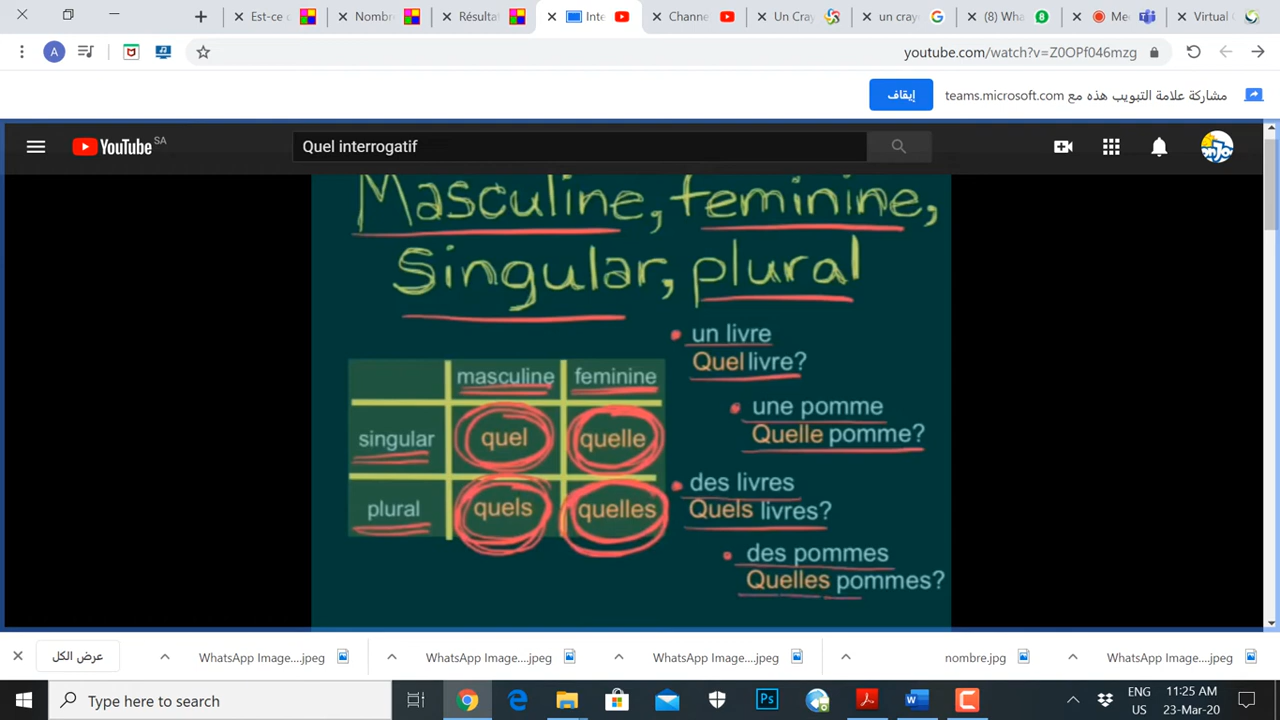 Est-ce
Nombr
Résultat
Inte
Channe
Un Cray
un cray
(8) Wha
Mee
Virtual
youtube.com/watch?v=Z0OPf046mzg
A
إيقاف
مشاركة علامة التبويب هذه مع teams.microsoft.com
YouTube SA
Quel interrogatif
Masculine, feminine,
Singular, plural
masculine feminine
singular quel quelle
plural quels quelles
un livre
Quel livre?
une pomme
Quelle pomme?
des livres
Quels livres?
des pommes
Quelles pommes?
عرض الكل
WhatsApp Image....jpeg
WhatsApp Image....jpeg
WhatsApp Image....jpeg
nombre.jpg
WhatsApp Image....jpeg
Type here to search
ENG
US
11:25 AM
23-Mar-20